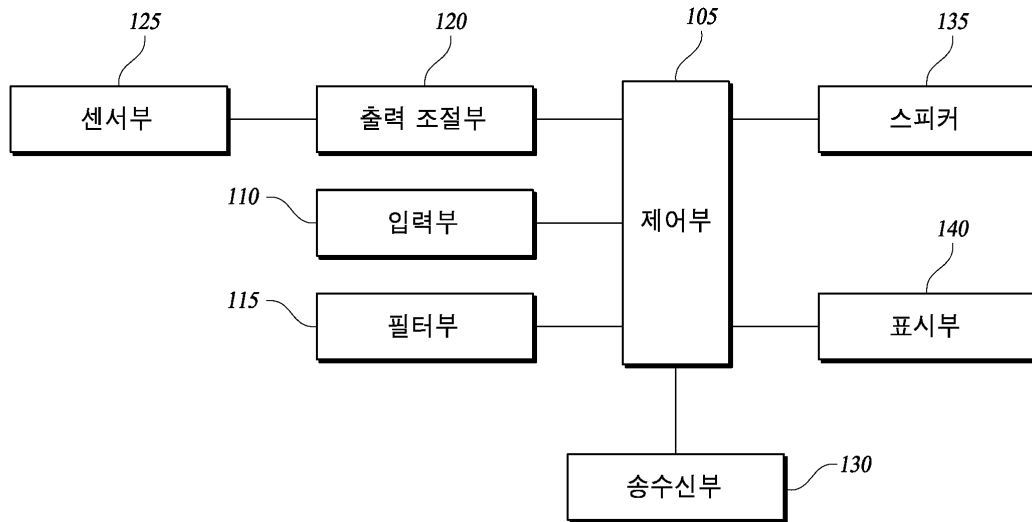 125
120
105
135
센서부
출력 조절부
제어부
스피커
110
입력부
140
115
필터부
표시부
송수신부
130